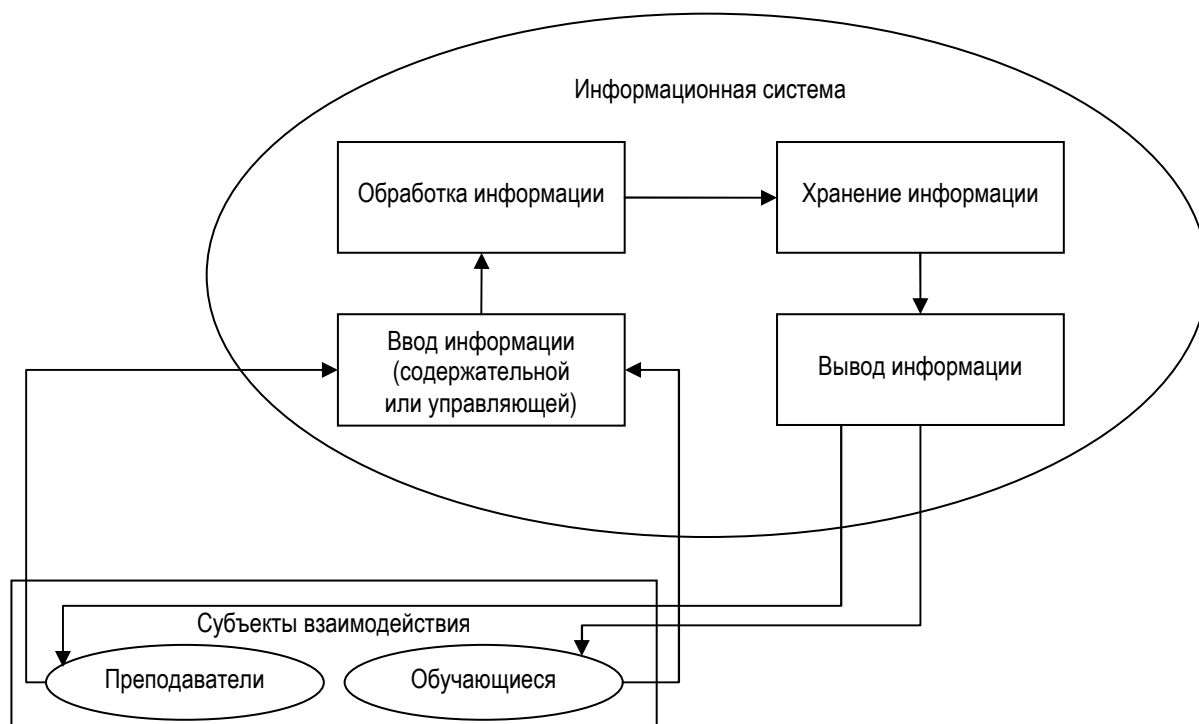 Информационная система
Обработка информации
Хранение информации
Ввод информации
(содержательной
или управляющей)
Вывод информации
Субъекты взаимодействия
Преподаватели
Обучающиеся